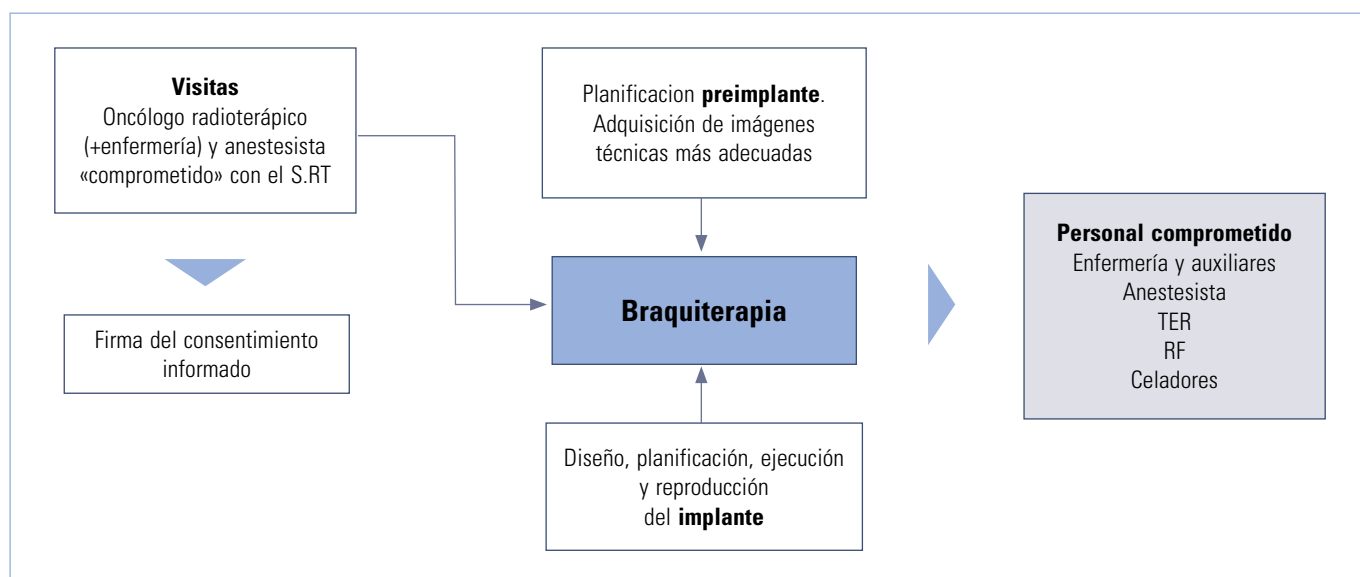 Visitas
Oncólogo radioterápico
(+enfermería) y anestesista
«comprometido» con el S.RT
Firma del consentimiento
informado
Planificacion preimplante.
Adquisición de imágenes
técnicas más adecuadas
Braquiterapia
Diseño, planificación, ejecución
y reproducción
del implante
Personal comprometido
Enfermería y auxiliares
Anestesista
TER
RF
Celadores